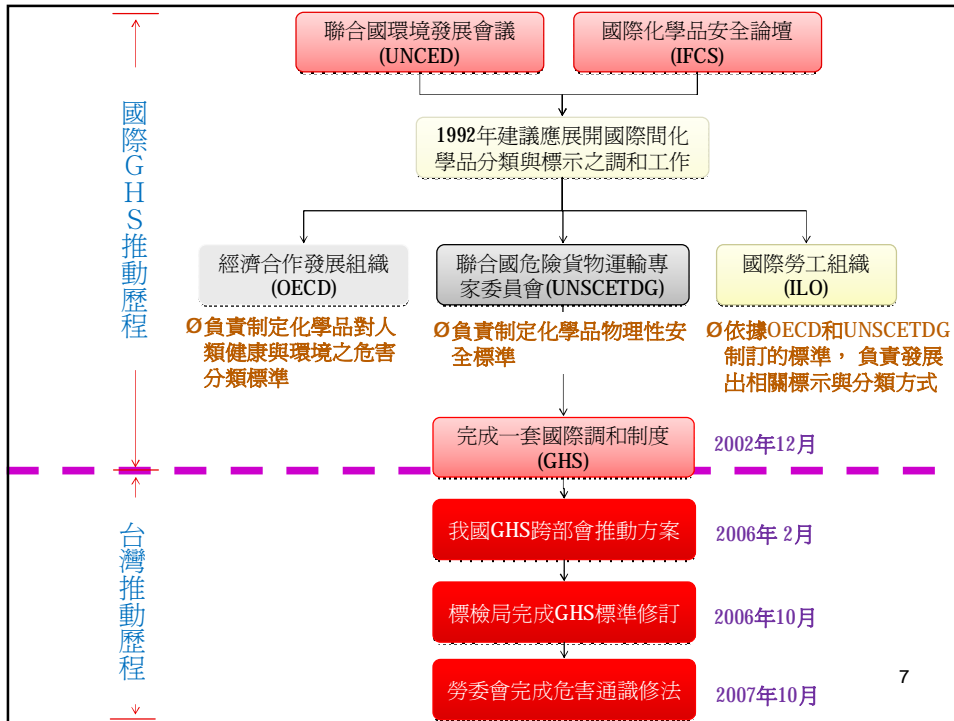 聯合國環境發展會議
(UNCED)
國際化學品安全論壇
(IFCS)
1992年建議應展開國際間化
學品分類與標示之調和工作
國際GHS推動歷程
經濟合作發展組織
(OECD)
聯合國危險貨物運輸專
家委員會(UNSCETDG)
國際勞工組織
(ILO)
Ø負責制定化學品對人
類健康與環境之危害
分類標準
Ø負責制定化學品物理性安
全標準
Ø依據OECD和UNSCETDG
制訂的標準， 負責發展
出相關標示與分類方式
完成一套國際調和制度
(GHS)
2002年12月
台灣推動歷程
我國GHS跨部會推動方案
2006年 2月
標檢局完成GHS標準修訂
2006年10月
勞委會完成危害通識修法
2007年10月
7